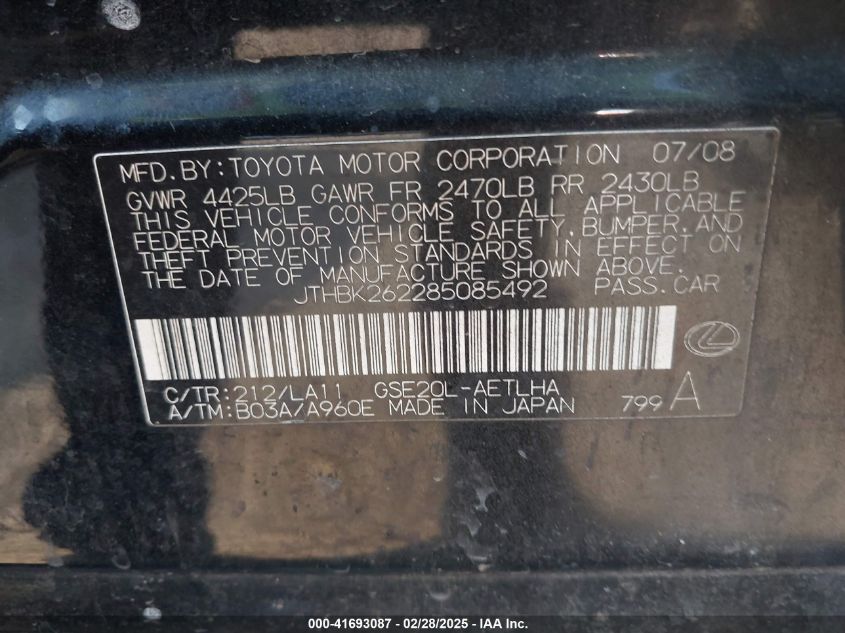 MFD.BY:TOYOTA MOTOR CORPORATION 07/08
GVWR 4425LB GAWR FR 2470LB RR 2430LB
THIS VEHICLE CONFORMS TO ALL APPLICABLE
FEDERAL MOTOR VEHICLE SAFETY,BUMPER,AND
THEFT PREVENTION STANDARDS IN EFFECT ON
THE DATE OF MANUFACTURE SHOWN ABOVE.
JTHBK262285085492 PASS.CAR
C/TR:212/LA11 GSE20L-AETLHA
A/TM:B03A/A960E MADE IN JAPAN 799 A
000-41693087 - 02/28/2025 - IAA Inc.